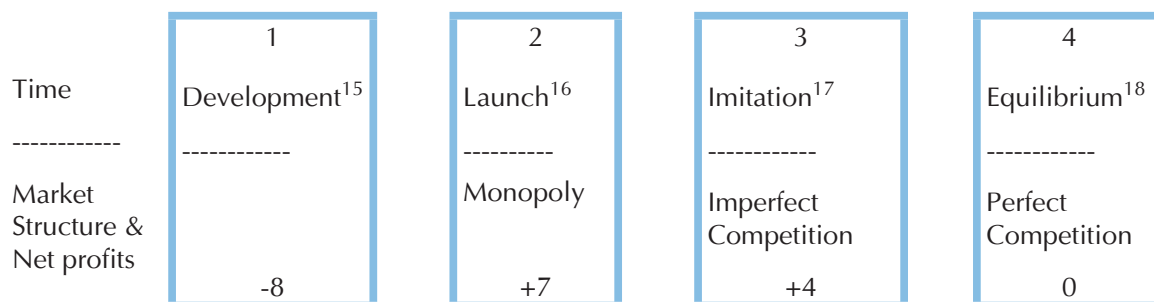 1 2 3 4
Time Development15 Launch16 Imitation17 Equilibrium18
------------ ------------ ---------- ------------ ------------
Market Monopoly Imperfect Perfect
Structure & Competition Competition
Net profits
-8 +7 +4 0